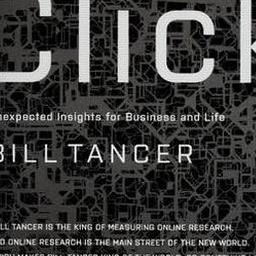 Click
nexpected Insights for Business and Life
BILL TANCER
LL TANCER IS THE KING OF MEASURING ONLINE RESEARCH,
D ONLINE RESEARCH IS THE MAIN STREET OF THE NEW WORLD.